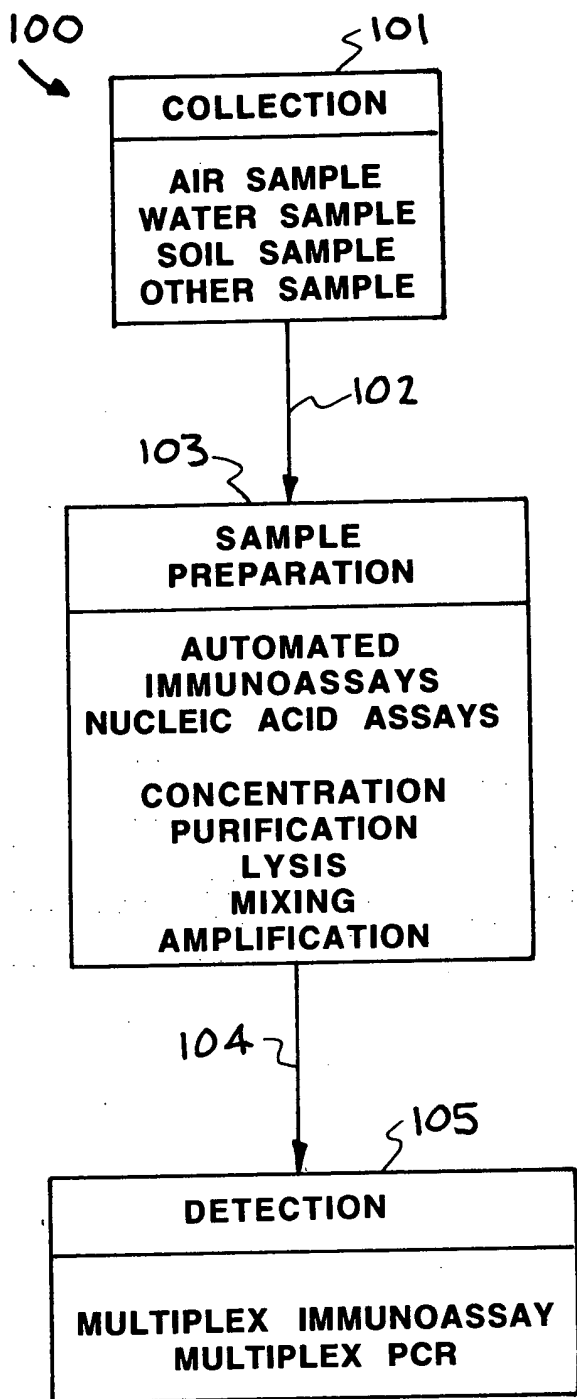 100
101
COLLECTION
AIR SAMPLE
WATER SAMPLE
SOIL SAMPLE
OTHER SAMPLE
102
103
SAMPLE
PREPARATION
AUTOMATED
IMMUNOASSAYS
NUCLEIC ACID ASSAYS
CONCENTRATION
PURIFICATION
LYSIS
MIXING
AMPLIFICATION
104
105
DETECTION
MULTIPLEX IMMUNOASSAY
MULTIPLEX PCR